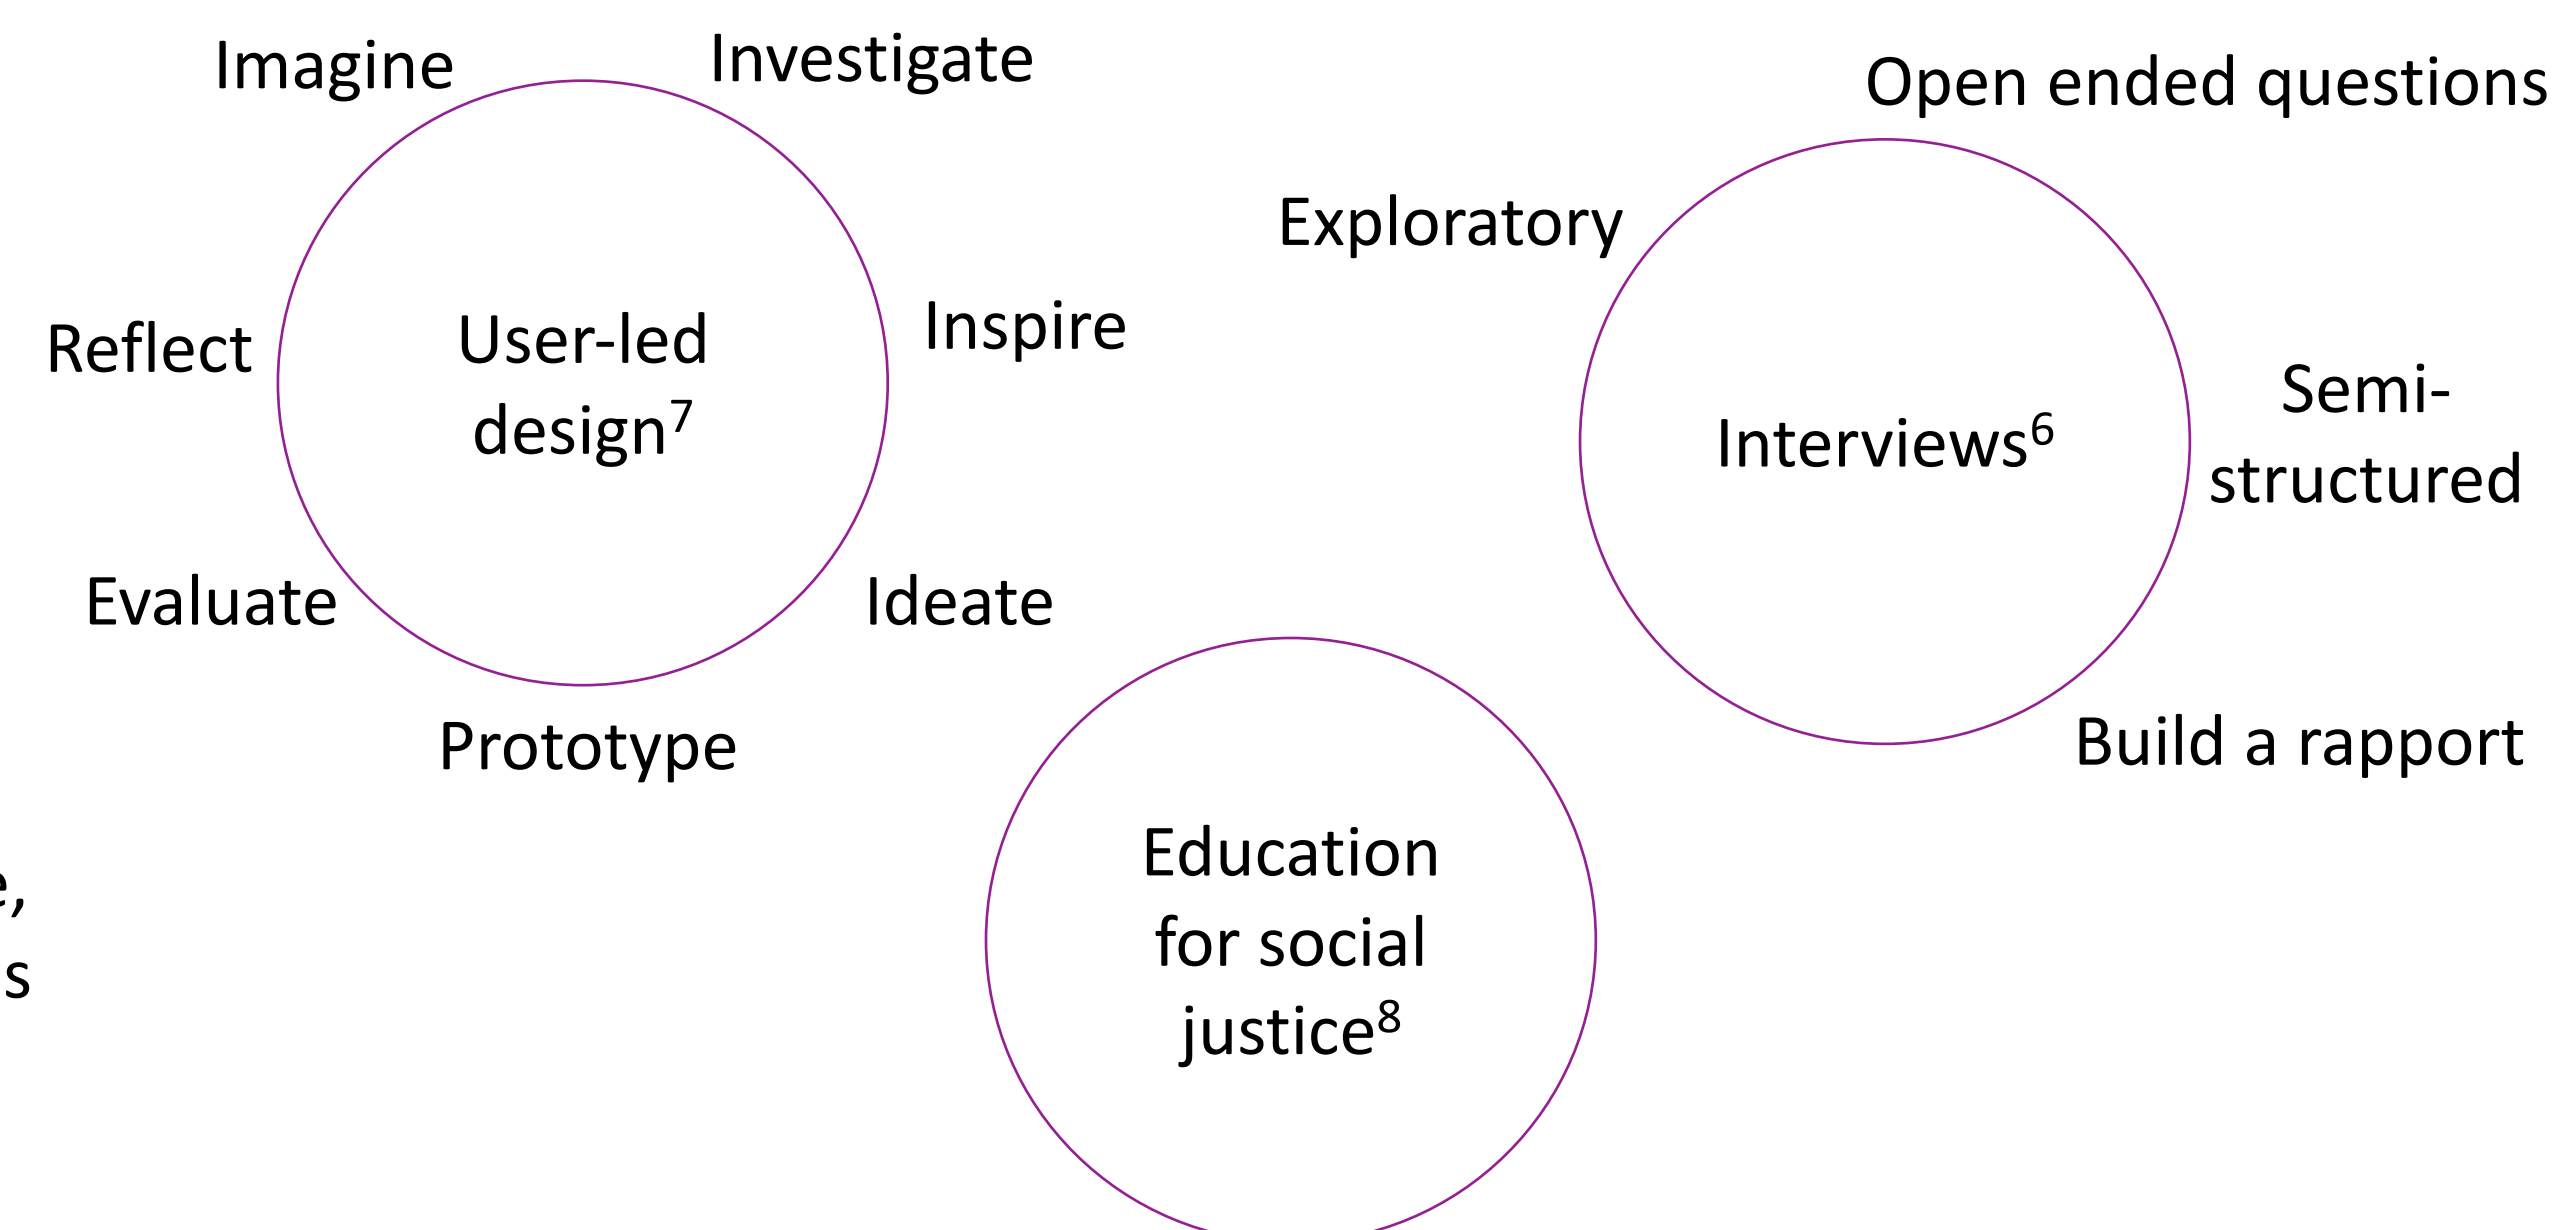 Imagine
Investigate
Reflect
User-led
design⁷
Inspire
Evaluate
Ideate
Prototype
Open ended questions
Exploratory
Interviews⁶
Semi-
structured
Build a rapport
Education
for social
justice⁸